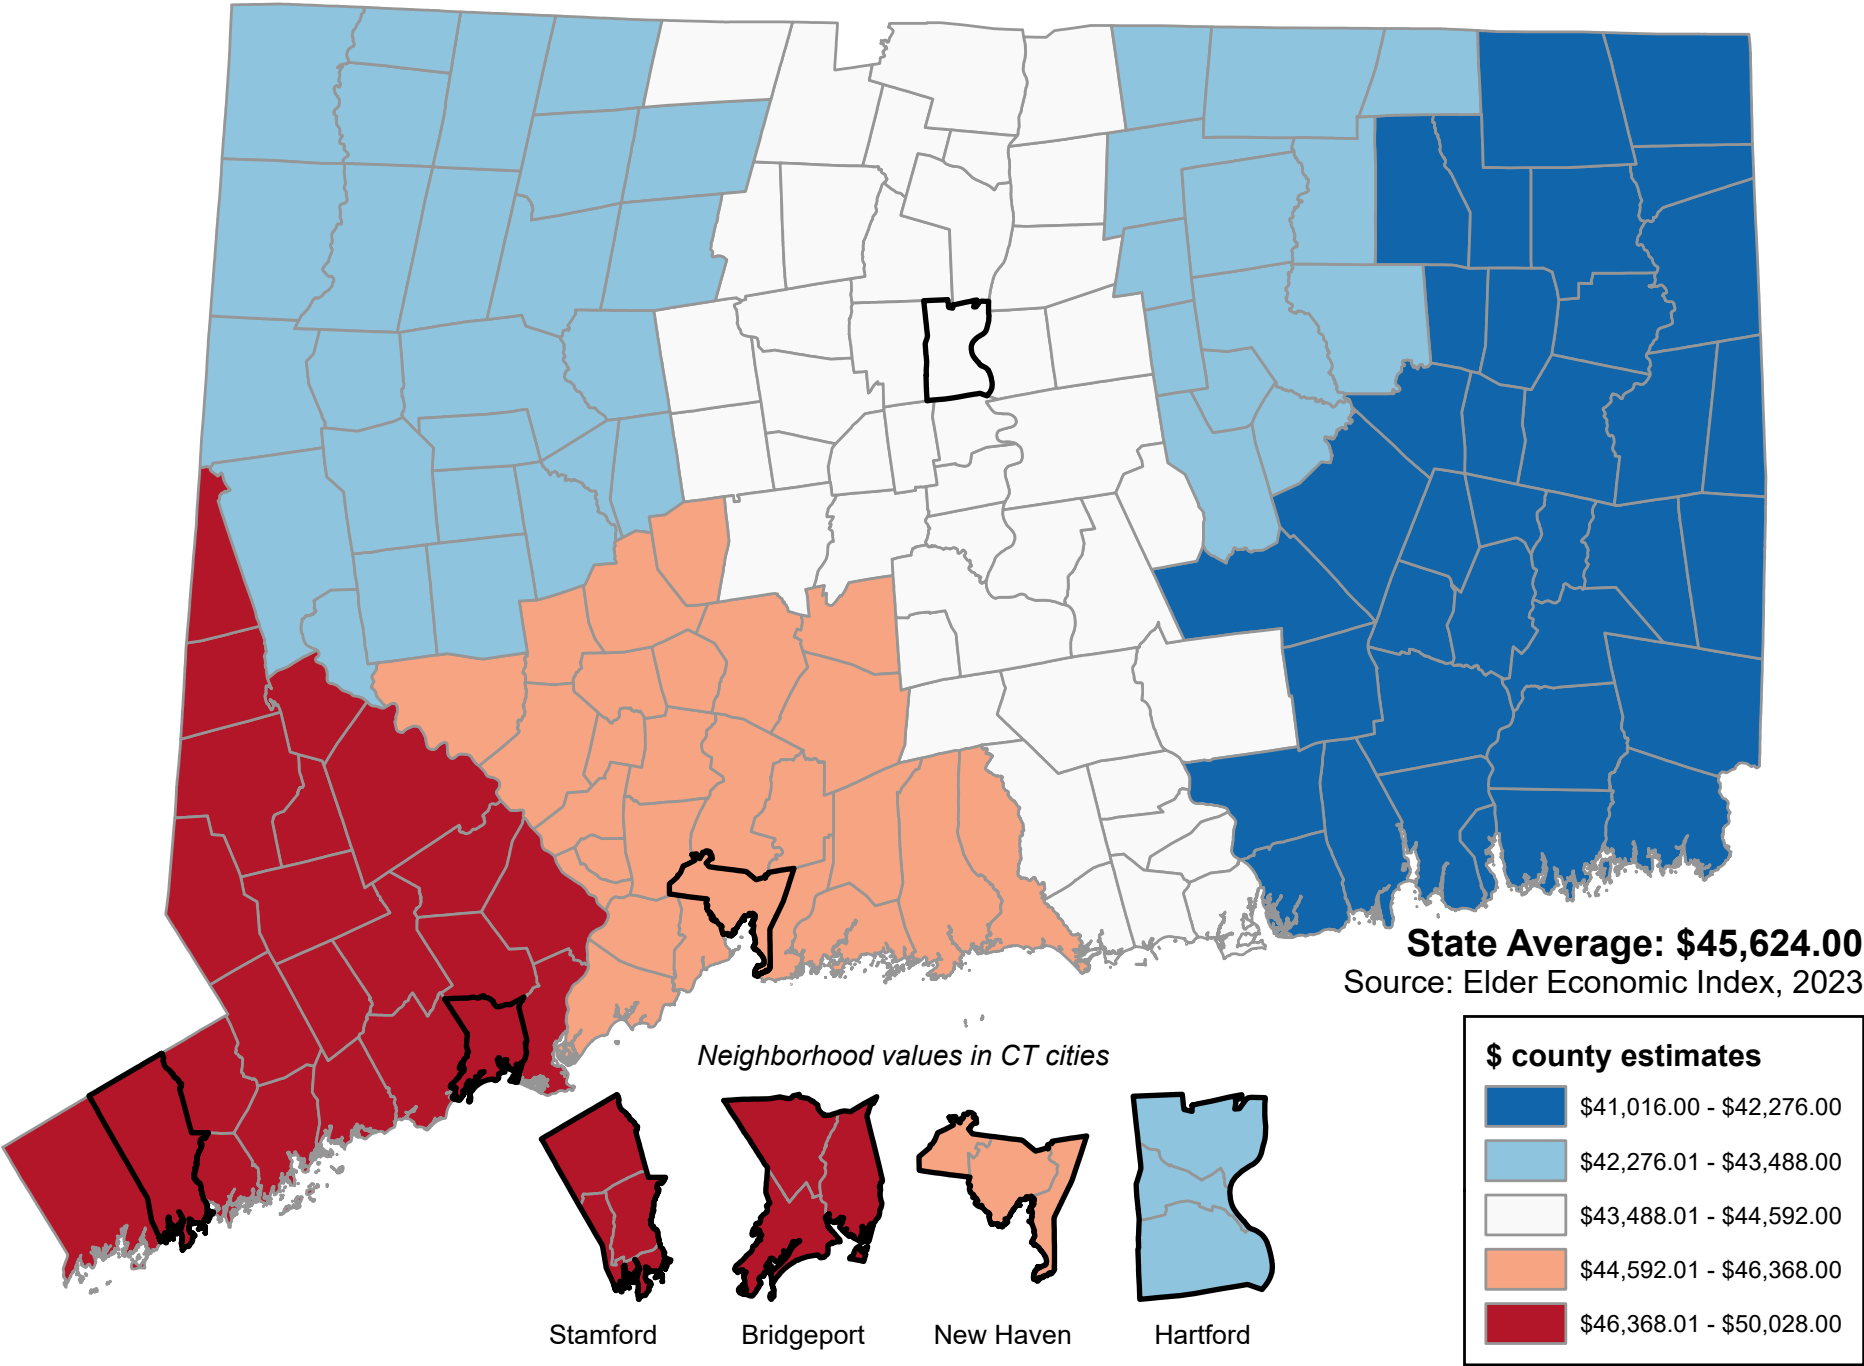 State Average: $45,624.00
Source: Elder Economic Index, 2023
Neighborhood values in CT cities
$ county estimates
$41,016.00 - $42,276.00
$42,276.01 - $43,488.00
$43,488.01 - $44,592.00
$44,592.01 - $46,368.00
$46,368.01 - $50,028.00
Stamford
Bridgeport
New Haven
Hartford